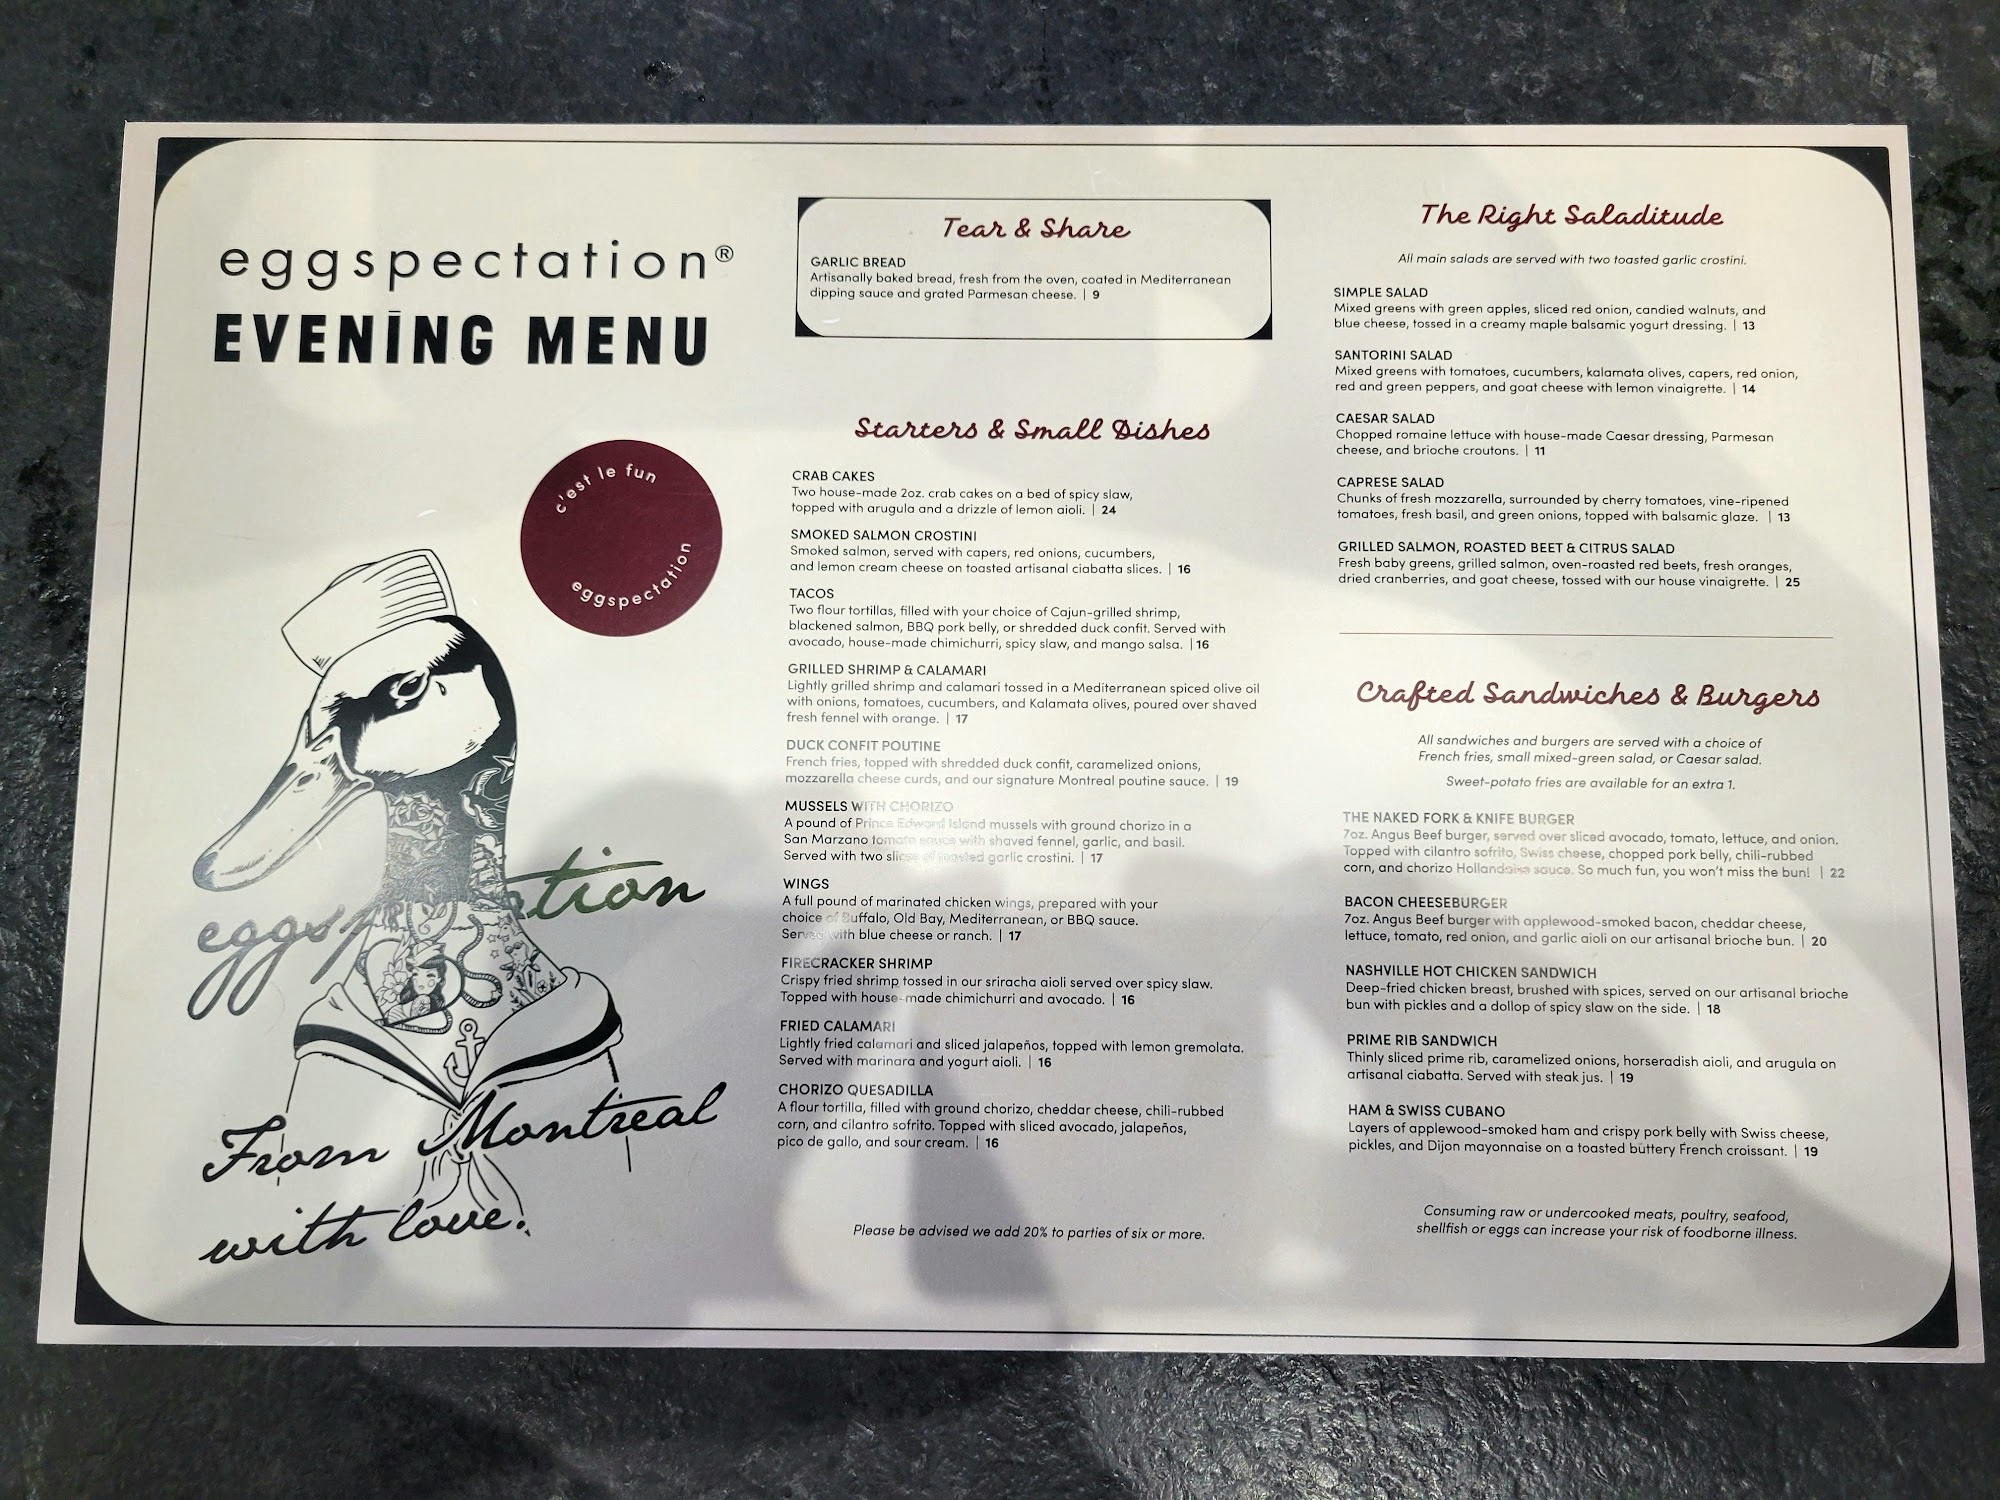 eggspectation®
EVENING MENU
c'est le fun
eggspectation
eggspectation
From Montreal
with love.
Tear & Share
GARLIC BREAD
Artisanally baked bread, fresh from the oven, coated in Mediterranean
dipping sauce and grated Parmesan cheese. | 9
Starters & Small Dishes
CRAB CAKES
Two house-made 2oz. crab cakes on a bed of spicy slaw,
topped with arugula and a drizzle of lemon aioli. | 24
SMOKED SALMON CROSTINI
Smoked salmon, served with capers, red onions, cucumbers,
and lemon cream cheese on toasted artisanal ciabatta slices. | 16
TACOS
Two flour tortillas, filled with your choice of Cajun-grilled shrimp,
blackened salmon, BBQ pork belly, or shredded duck confit. Served with
avocado, house-made chimichurri, spicy slaw, and mango salsa. | 16
GRILLED SHRIMP & CALAMARI
Lightly grilled shrimp and calamari tossed in a Mediterranean spiced olive oil
with onions, tomatoes, cucumbers, and Kalamata olives, poured over shaved
fresh fennel with orange. | 17
DUCK CONFIT POUTINE
French fries, topped with shredded duck confit, caramelized onions,
mozzarella cheese curds, and our signature Montreal poutine sauce. | 19
MUSSELS WITH CHORIZO
A pound of Prince Edward Island mussels with ground chorizo in a
San Marzano tomato sauce with shaved fennel, garlic, and basil.
Served with two slices of toasted garlic crostini. | 17
WINGS
A full pound of marinated chicken wings, prepared with your
choice of Buffalo, Old Bay, Mediterranean, or BBQ sauce.
Served with blue cheese or ranch. | 17
FIRECRACKER SHRIMP
Crispy fried shrimp tossed in our sriracha aioli served over spicy slaw.
Topped with house-made chimichurri and avocado. | 16
FRIED CALAMARI
Lightly fried calamari and sliced jalapeños, topped with lemon gremolata.
Served with marinara and yogurt aioli. | 16
CHORIZO QUESADILLA
A flour tortilla, filled with ground chorizo, cheddar cheese, chili-rubbed
corn, and cilantro sofrito. Topped with sliced avocado, jalapeños,
pico de gallo, and sour cream. | 16
Please be advised we add 20% to parties of six or more.
The Right Saladitude
All main salads are served with two toasted garlic crostini.
SIMPLE SALAD
Mixed greens with green apples, sliced red onion, candied walnuts, and
blue cheese, tossed in a creamy maple balsamic yogurt dressing. | 13
SANTORINI SALAD
Mixed greens with tomatoes, cucumbers, kalamata olives, capers, red onion,
red and green peppers, and goat cheese with lemon vinaigrette. | 14
CAESAR SALAD
Chopped romaine lettuce with house-made Caesar dressing, Parmesan
cheese, and brioche croutons. | 11
CAPRESE SALAD
Chunks of fresh mozzarella, surrounded by cherry tomatoes, vine-ripened
tomatoes, fresh basil, and green onions, topped with balsamic glaze. | 13
GRILLED SALMON, ROASTED BEET & CITRUS SALAD
Fresh baby greens, grilled salmon, oven-roasted red beets, fresh oranges,
dried cranberries, and goat cheese, tossed with our house vinaigrette. | 25
Crafted Sandwiches & Burgers
All sandwiches and burgers are served with a choice of
French fries, small mixed-green salad, or Caesar salad.
Sweet-potato fries are available for an extra 1.
THE NAKED FORK & KNIFE BURGER
7oz. Angus Beef burger, served over sliced avocado, tomato, lettuce, and onion.
Topped with cilantro sofrito, Swiss cheese, chopped pork belly, chili-rubbed
corn, and chorizo Hollandaise sauce. So much fun, you won't miss the bun! | 22
BACON CHEESEBURGER
7oz. Angus Beef burger with applewood-smoked bacon, cheddar cheese,
lettuce, tomato, red onion, and garlic aioli on our artisanal brioche bun. | 20
NASHVILLE HOT CHICKEN SANDWICH
Deep-fried chicken breast, brushed with spices, served on our artisanal brioche
bun with pickles and a dollop of spicy slaw on the side. | 18
PRIME RIB SANDWICH
Thinly sliced prime rib, caramelized onions, horseradish aioli, and arugula on
artisanal ciabatta. Served with steak jus. | 19
HAM & SWISS CUBANO
Layers of applewood-smoked ham and crispy pork belly with Swiss cheese,
pickles, and Dijon mayonnaise on a toasted buttery French croissant. | 19
Consuming raw or undercooked meats, poultry, seafood,
shellfish or eggs can increase your risk of foodborne illness.